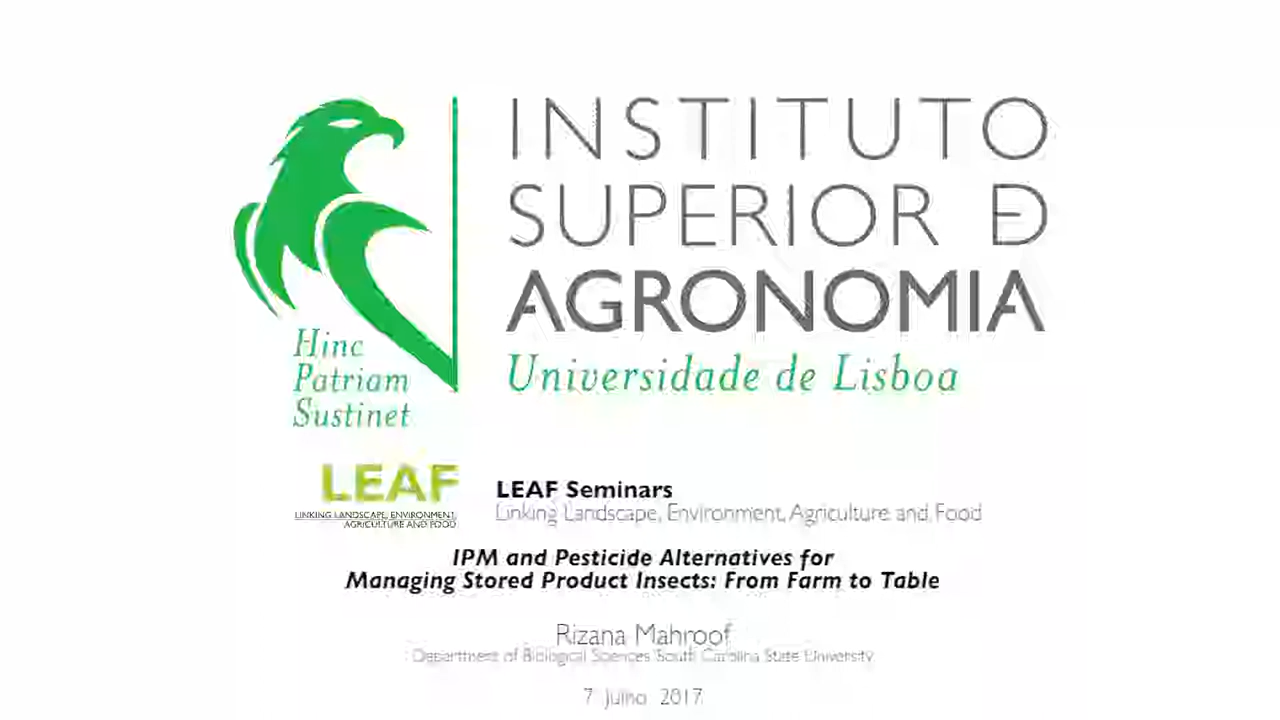 INSTITUTO
SUPERIOR D
AGRONOMIA
Universidade de Lisboa
Hinc
Patriam
Sustinet
LEAF
LINKING LANDSCAPE, ENVIRONMENT,
AGRICULTURE AND FOOD
LEAF Seminars
Linking Landscape, Environment, Agriculture and Food
IPM and Pesticide Alternatives for
Managing Stored Product Insects: From Farm to Table
Rizana Mahroof
Department of Biological Sciences South Carolina State University
7 Julho 2017